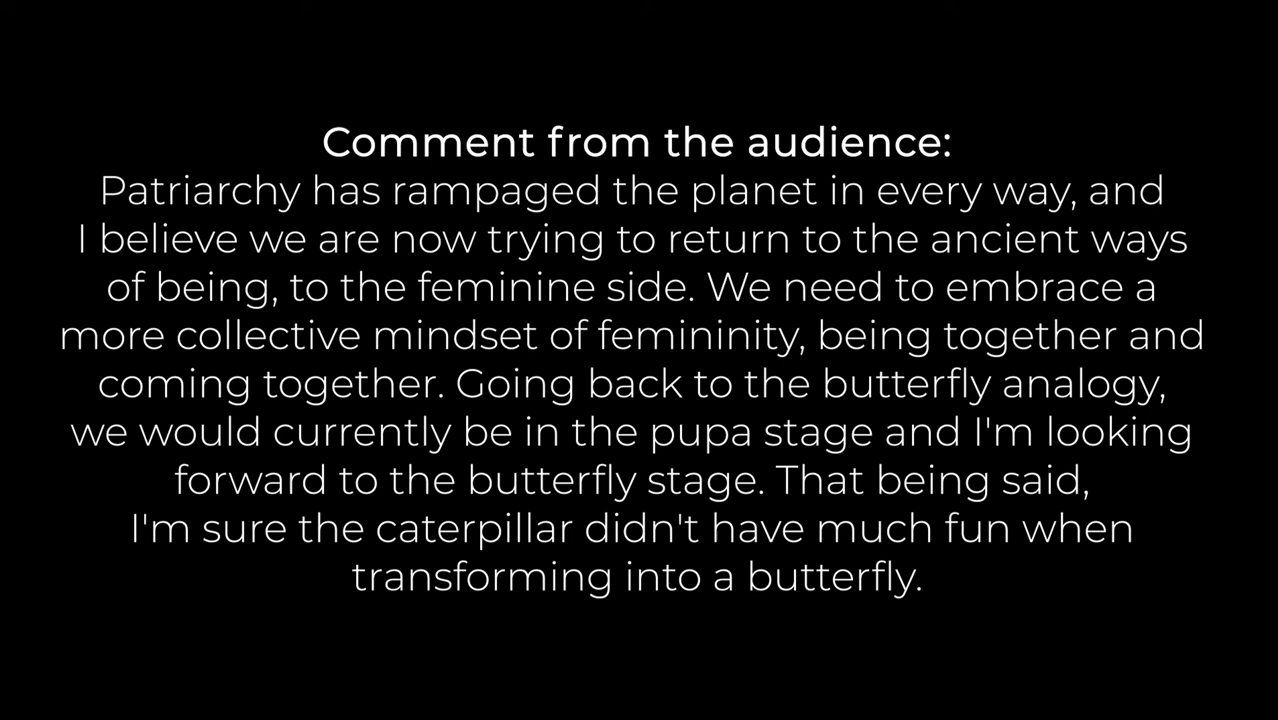 Comment from the audience:
Patriarchy has rampaged the planet in every way, and
I believe we are now trying to return to the ancient ways
of being, to the feminine side. We need to embrace a
more collective mindset of femininity, being together and
coming together. Going back to the butterfly analogy,
we would currently be in the pupa stage and I'm looking
forward to the butterfly stage. That being said,
I'm sure the caterpillar didn't have much fun when
transforming into a butterfly.